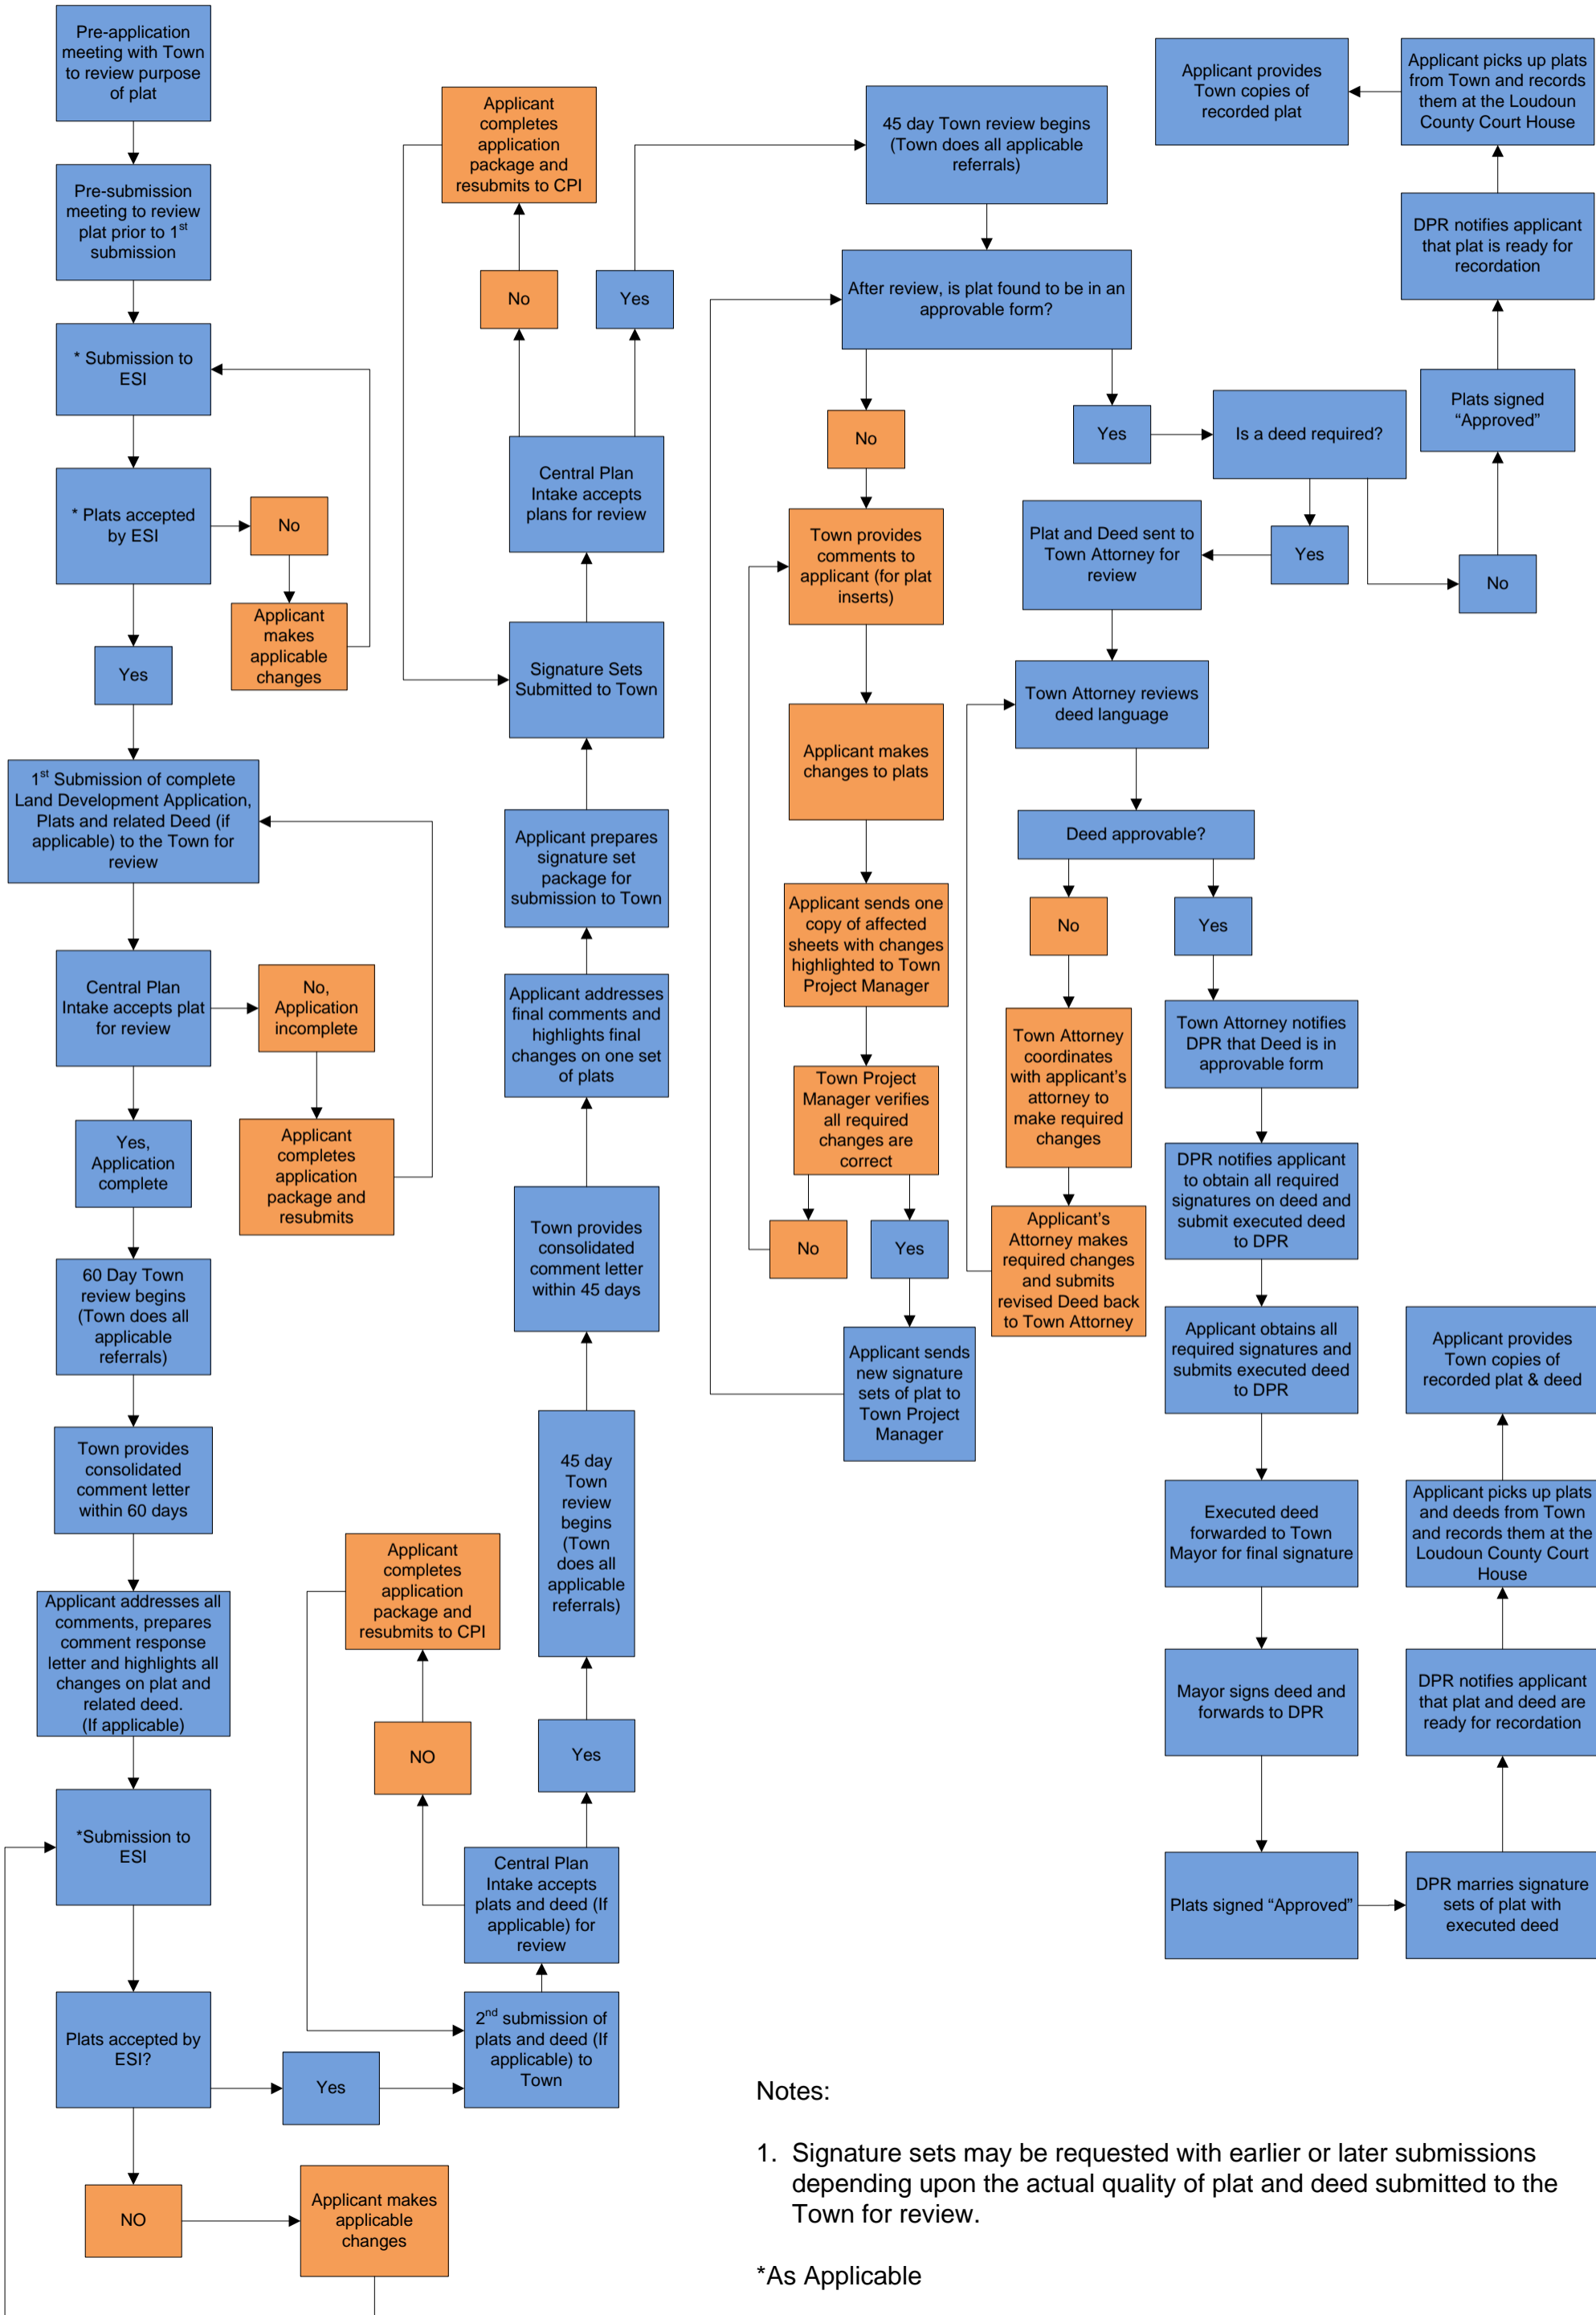 Pre-application
meeting with Town
to review purpose
of plat
Pre-submission
meeting to review
plat prior to 1st
submission
* Submission to
ESI
* Plats accepted
by ESI
No
Applicant
makes
applicable
changes
Yes
1st Submission of complete
Land Development Application,
Plats and related Deed (if
applicable) to the Town for
review
Central Plan
Intake accepts plat
for review
No,
Application
incomplete
Applicant
completes
application
package and
resubmits
Yes,
Application
complete
60 Day Town
review begins
(Town does all
applicable
referrals)
Town provides
consolidated
comment letter
within 60 days
Applicant addresses all
comments, prepares
comment response
letter and highlights all
changes on plat and
related deed.
(If applicable)
*Submission to
ESI
Plats accepted by
ESI?
NO
Applicant makes
applicable
changes
Yes
2nd submission of
plats and deed (If
applicable) to
Town
Central Plan
Intake accepts
plats and deed (If
applicable) for
review
NO
Applicant
completes
application
package and
resubmits to CPI
Yes
45 day
Town
review
begins
(Town
does all
applicable
referrals)
Town provides
consolidated
comment letter
within 45 days
Applicant addresses
final comments and
highlights final
changes on one set
of plats
Applicant prepares
signature set
package for
submission to Town
Signature Sets
Submitted to Town
Central Plan
Intake accepts
plans for review
No
Applicant
completes
application
package and
resubmits to CPI
Yes
45 day Town review begins
(Town does all applicable
referrals)
After review, is plat found to be in an
approvable form?
No
Town provides
comments to
applicant (for plat
inserts)
Applicant makes
changes to plats
Applicant sends one
copy of affected
sheets with changes
highlighted to Town
Project Manager
Town Project
Manager verifies
all required
changes are
correct
No
Yes
Applicant sends
new signature
sets of plat to
Town Project
Manager
Yes
Is a deed required?
Yes
No
Plats signed
“Approved”
DPR notifies applicant
that plat is ready for
recordation
Applicant picks up plats
from Town and records
them at the Loudoun
County Court House
Applicant provides
Town copies of
recorded plat
Plat and Deed sent to
Town Attorney for
review
Town Attorney reviews
deed language
Deed approvable?
No
Town Attorney
coordinates
with applicant’s
attorney to
make required
changes
Applicant’s
Attorney makes
required changes
and submits
revised Deed back
to Town Attorney
Yes
Town Attorney notifies
DPR that Deed is in
approvable form
DPR notifies applicant
to obtain all required
signatures on deed and
submit executed deed
to DPR
Applicant obtains all
required signatures and
submits executed deed
to DPR
Executed deed
forwarded to Town
Mayor for final signature
Mayor signs deed and
forwards to DPR
Plats signed “Approved”
DPR marries signature
sets of plat with
executed deed
DPR notifies applicant
that plat and deed are
ready for recordation
Applicant picks up plats
and deeds from Town
and records them at the
Loudoun County Court
House
Applicant provides
Town copies of
recorded plat & deed
Notes:
1. Signature sets may be requested with earlier or later submissions
depending upon the actual quality of plat and deed submitted to the
Town for review.
*As Applicable